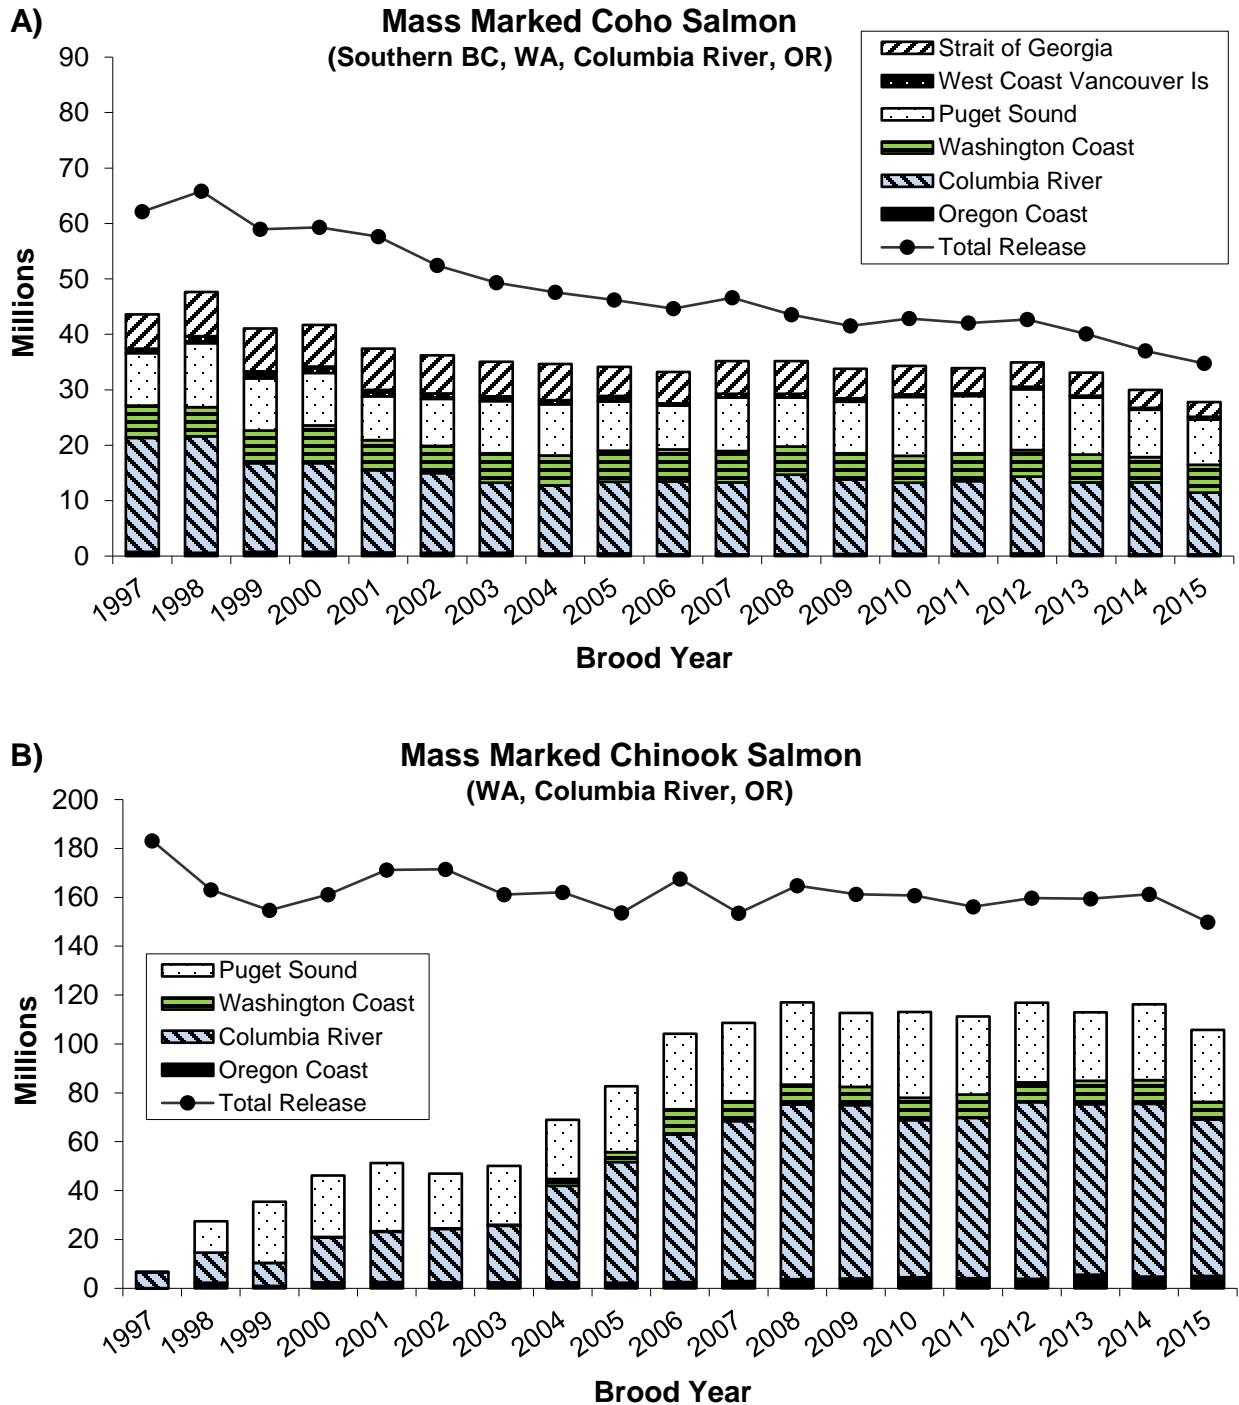 A)
Mass Marked Coho Salmon
(Southern BC, WA, Columbia River, OR)
Strait of Georgia
West Coast Vancouver Is
Puget Sound
Washington Coast
Columbia River
Oregon Coast
Total Release
Millions
90
80
70
60
50
40
30
20
10
0
1997 1998 1999 2000 2001 2002 2003 2004 2005 2006 2007 2008 2009 2010 2011 2012 2013 2014 2015
Brood Year
B)
Mass Marked Chinook Salmon
(WA, Columbia River, OR)
Puget Sound
Washington Coast
Columbia River
Oregon Coast
Total Release
Millions
200
180
160
140
120
100
80
60
40
20
0
1997 1998 1999 2000 2001 2002 2003 2004 2005 2006 2007 2008 2009 2010 2011 2012 2013 2014 2015
Brood Year